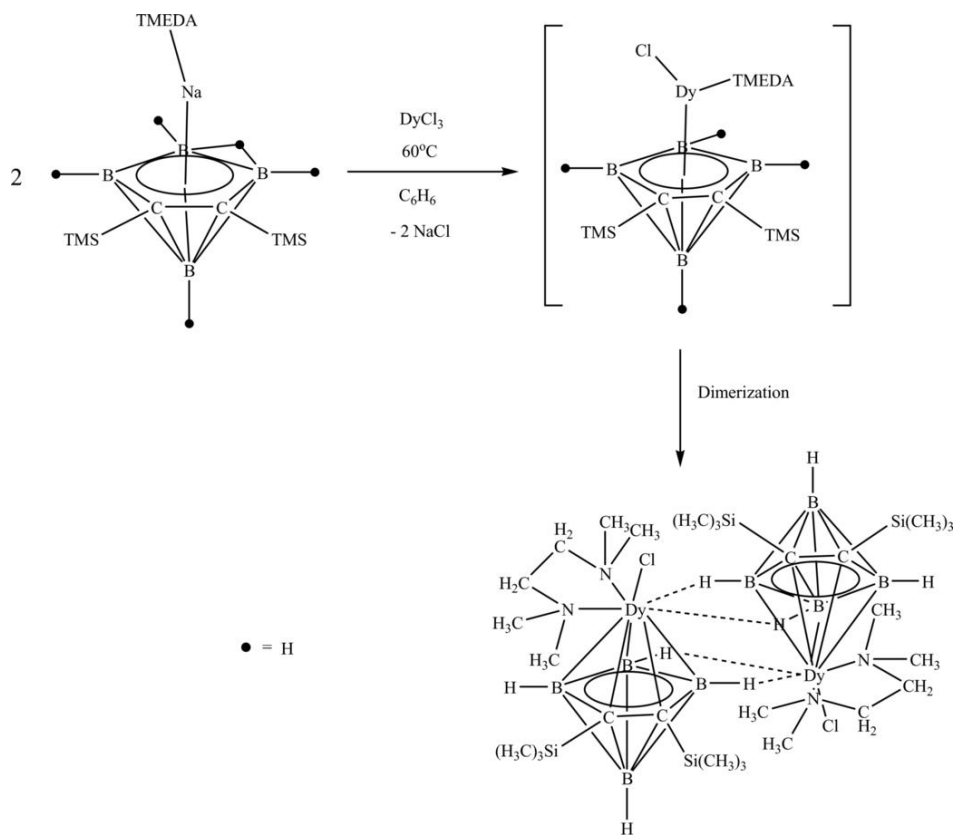 TMEDA
Na
2
B
B
B
C
C
TMS
TMS
B
DyCl3
60°C
C6H6
- 2 NaCl
Cl
Dy
TMEDA
B
B
B
C
C
TMS
TMS
B
Dimerization
H
B
(H3C)3Si
Si(CH3)3
C
C
H
B
B
H
B
H
CH3
Dy
N
CH3
CH2
N
C
H2
H3C
H3C
Cl
H2
C
CH3
CH3
N
Cl
H2C
N
Dy
H3C
H3C
B
H
H
B
B
H
C
C
(H3C)3Si
Si(CH3)3
B
H
= H